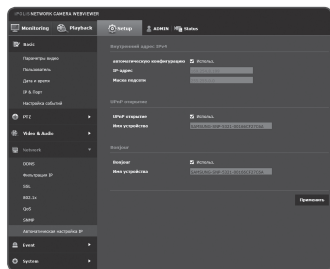 iPOLiS NETWORK CAMERA WEBVIEWER
Monitoring
Playback
Setup
ADMIN
Status
Basic
Параметры видео
Пользователь
Дата и время
IP & Порт
Настройка событий
PTZ
Video & Audio
Network
DDNS
Фильтрация IP
SSL
802.1x
QoS
SNMP
Автоматическая настройка IP
Event
System
Внутренний адрес IPv4
автоматическую конфигурацию
Использ.
IP-адрес
Маска подсети
UPnP открытие
UPnP открытие
Использ.
Имя устройства
Bonjour
Bonjour
Использ.
Имя устройства
Применить